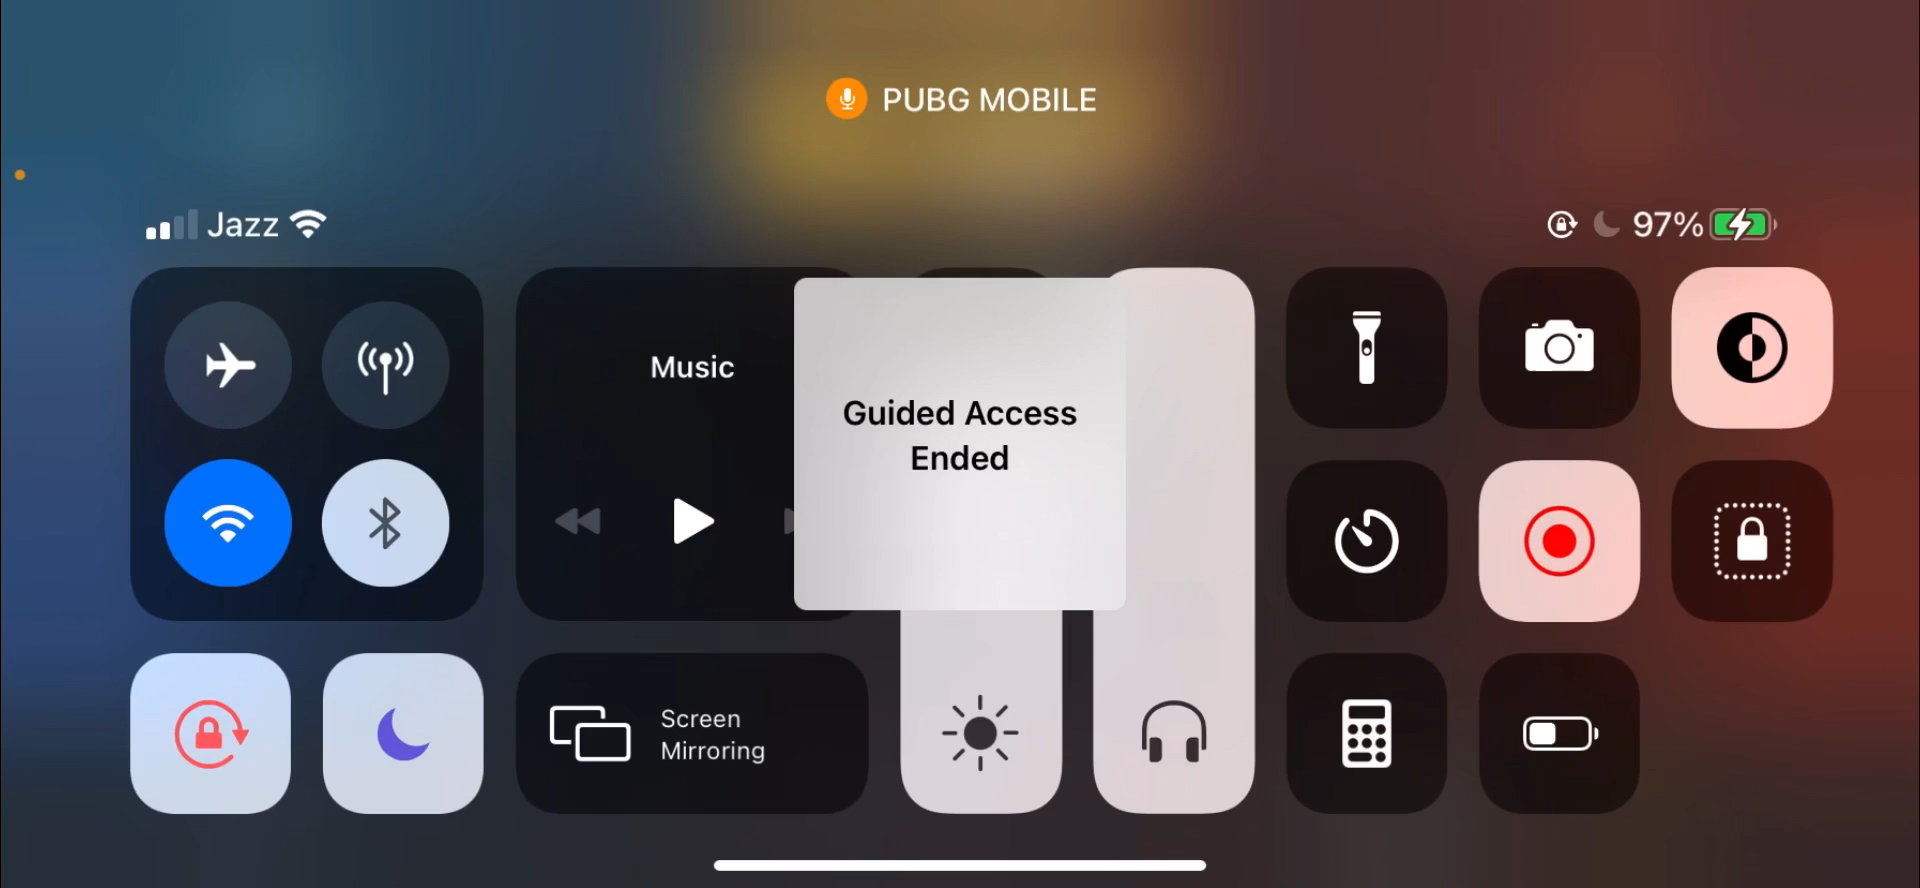 PUBG MOBILE
Jazz
97%
Music
Guided Access
Ended
Screen
Mirroring